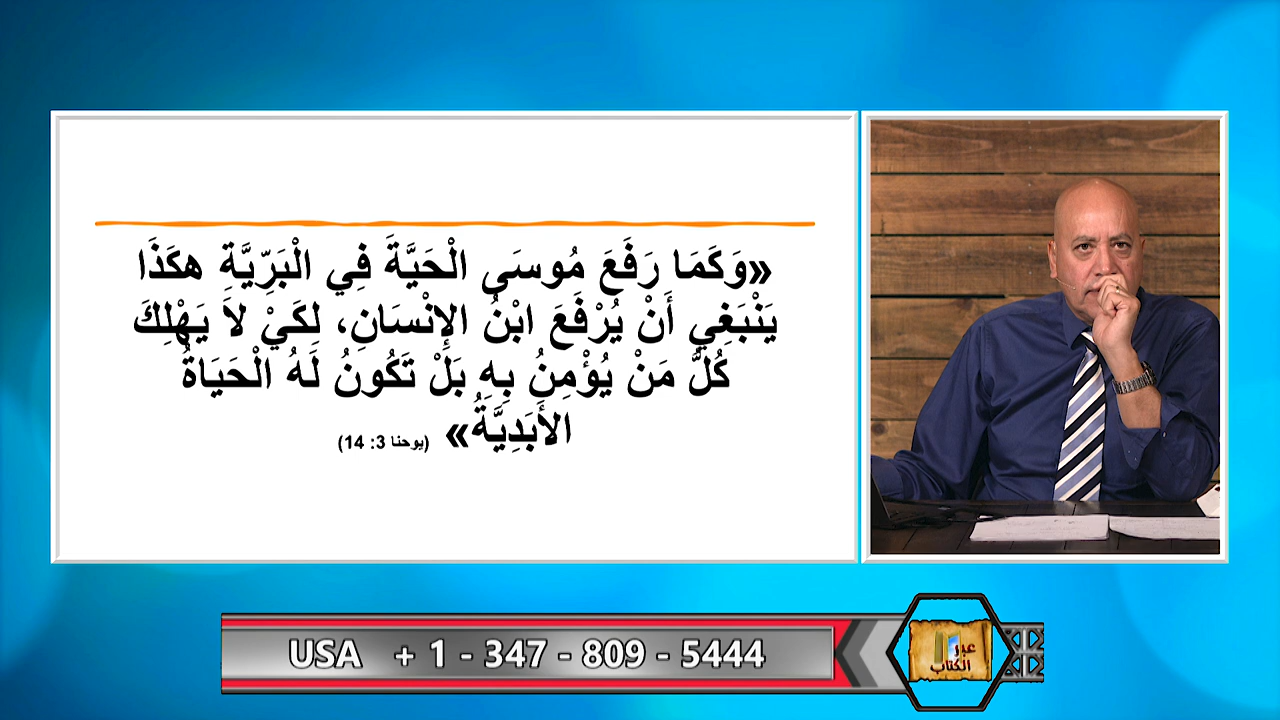 «وَكَمَا رَفَعَ مُوسَى الْحَيَّةَ فِي الْبَرِّيَّةِ هكَذَا
يَنْبَغِي أَنْ يُرْفَعَ ابْنُ الإِنْسَانِ، لِكَيْ لاَ يَهْلِكَ
كُلُّ مَنْ يُؤْمِنُ بِهِ بَلْ تَكُونُ لَهُ الْحَيَاةُ
الأَبَدِيَّةُ» (يوحنا 3: 14)
USA + 1 - 347 - 809 - 5444
عبر
الكتاب